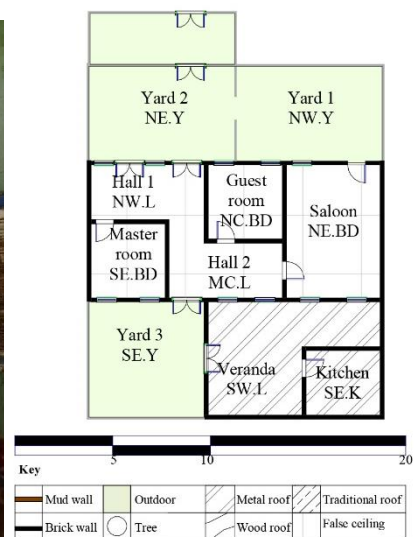 Yard 2
NE.Y
Yard 1
NW.Y
Hall 1
NW.L
Guest
room
NC.BD
Saloon
NE.BD
Master
room
SE.BD
Hall 2
MC.L
Yard 3
SE.Y
Veranda
SW.L
Kitchen
SE.K
5 10 20
Key
Mud wall Outdoor Metal roof Traditional roof
Brick wall Tree Wood roof False ceiling